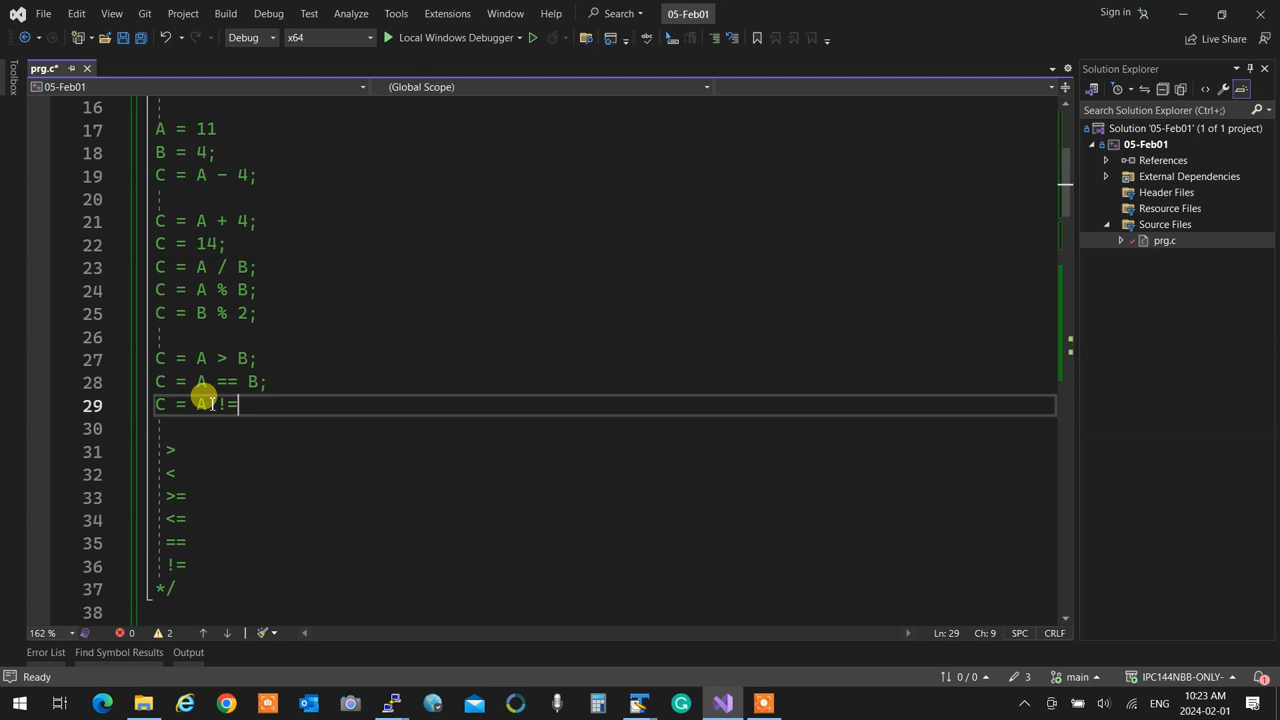 File Edit View Git Project Build Debug Test Analyze Tools Extensions Window Help Search 05-Feb01 Sign in
Debug x64 Local Windows Debugger Live Share
Toolbox
prg.c* Solution Explorer
05-Feb01 (Global Scope)
Search Solution Explorer (Ctrl+;)
Solution '05-Feb01' (1 of 1 project)
05-Feb01
References
External Dependencies
Header Files
Resource Files
Source Files
prg.c
16
17 A = 11
18 B = 4;
19 C = A - 4;
20
21 C = A + 4;
22 C = 14;
23 C = A / B;
24 C = A % B;
25 C = B % 2;
26
27 C = A > B;
28 C = A == B;
29 C = A !=
30
31 >
32 <
33 >=
34 <=
35 ==
36 !=
37 */
38
162 % 0 2 Ln: 29 Ch: 9 SPC CRLF
Error List Find Symbol Results Output
Ready 0 / 0 3 main IPC144NBB-ONLY- 1
ENG 10:23 AM
2024-02-01